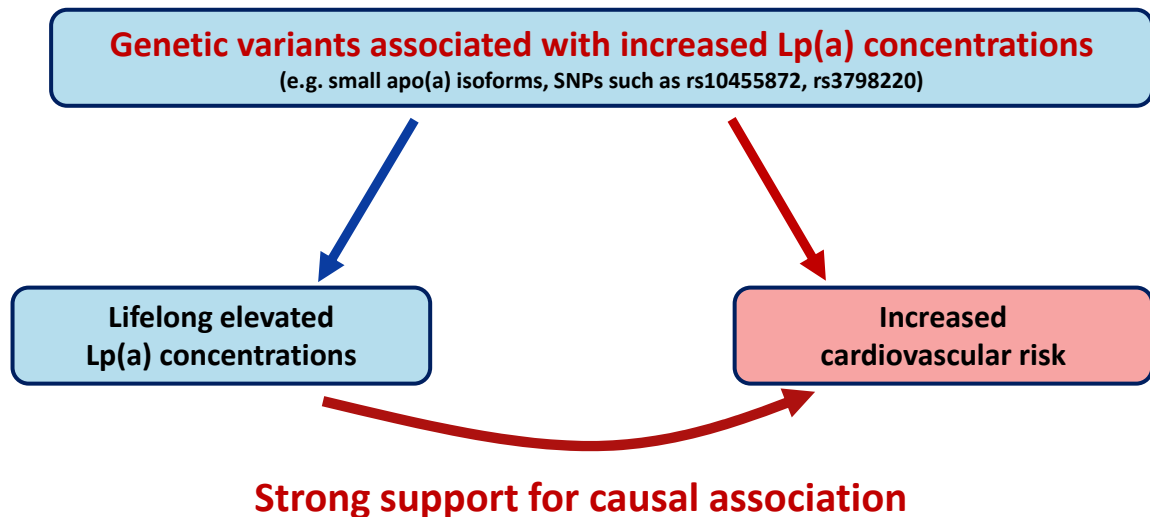 Genetic variants associated with increased Lp(a) concentrations
(e.g. small apo(a) isoforms, SNPs such as rs10455872, rs3798220)
Lifelong elevated
Lp(a) concentrations
Increased
cardiovascular risk
Strong support for causal association